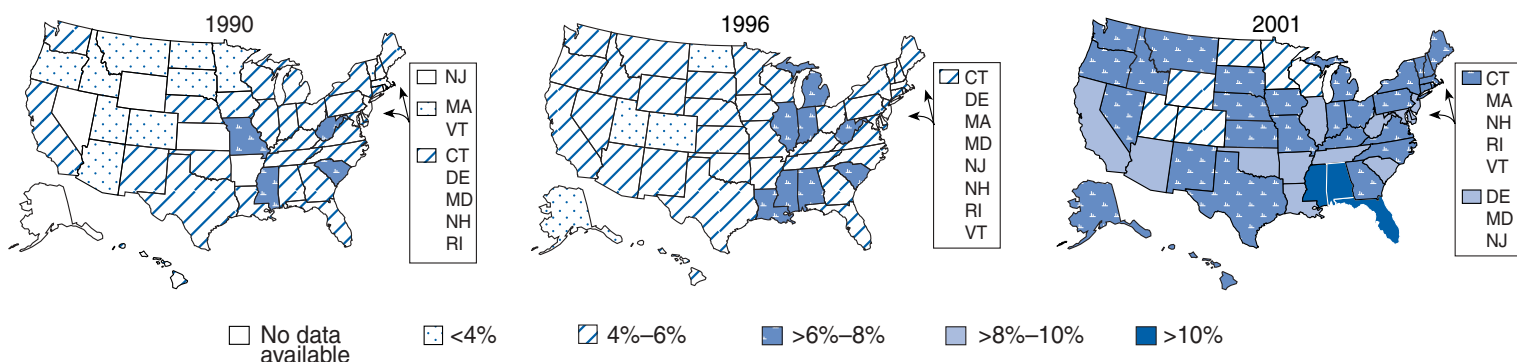 1990
NJ
MA
VT
CT
DE
MD
NH
RI
1996
CT
DE
MA
MD
NJ
NH
RI
VT
2001
CT
MA
NH
RI
VT
DE
MD
NJ
No data
available
<4%
4%–6%
>6%–8%
>8%–10%
>10%